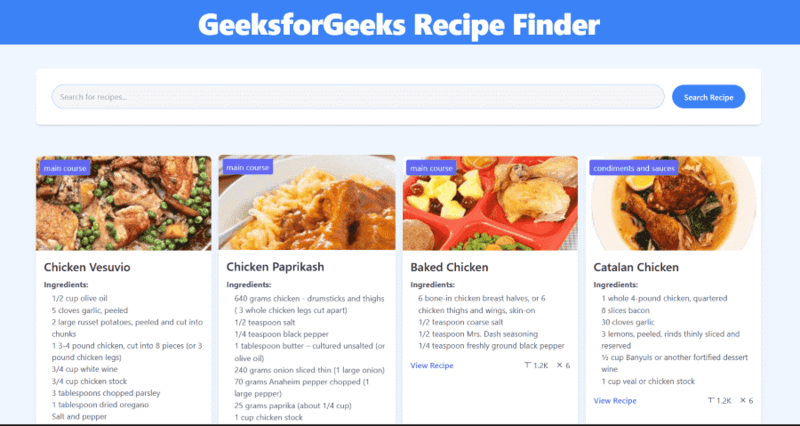 GeeksforGeeks Recipe Finder
Search for recipes...
Search Recipe
main course
Chicken Vesuvio
Ingredients:
1/2 cup olive oil
5 cloves garlic, peeled
2 large russet potatoes, peeled and cut into
chunks
1 3-4 pound chicken, cut into 8 pieces (or 3
pound chicken legs)
3/4 cup white wine
3/4 cup chicken stock
3 tablespoons chopped parsley
1 tablespoon dried oregano
Salt and pepper
main course
Chicken Paprikash
Ingredients:
640 grams chicken - drumsticks and thighs
( 3 whole chicken legs cut apart)
1/2 teaspoon salt
1/4 teaspoon black pepper
1 tablespoon butter – cultured unsalted (or
olive oil)
240 grams onion sliced thin (1 large onion)
70 grams Anaheim pepper chopped (1
large pepper)
25 grams paprika (about 1/4 cup)
1 cup chicken stock
main course
Baked Chicken
Ingredients:
6 bone-in chicken breast halves, or 6
chicken thighs and wings, skin-on
1/2 teaspoon coarse salt
1/2 teaspoon Mrs. Dash seasoning
1/4 teaspoon freshly ground black pepper
View Recipe 1.2K 6
condiments and sauces
Catalan Chicken
Ingredients:
1 whole 4-pound chicken, quartered
8 slices bacon
30 cloves garlic
3 lemons, peeled, rinds thinly sliced and
reserved
½ cup Banyuls or another fortified dessert
wine
1 cup veal or chicken stock
View Recipe 1.2K 6